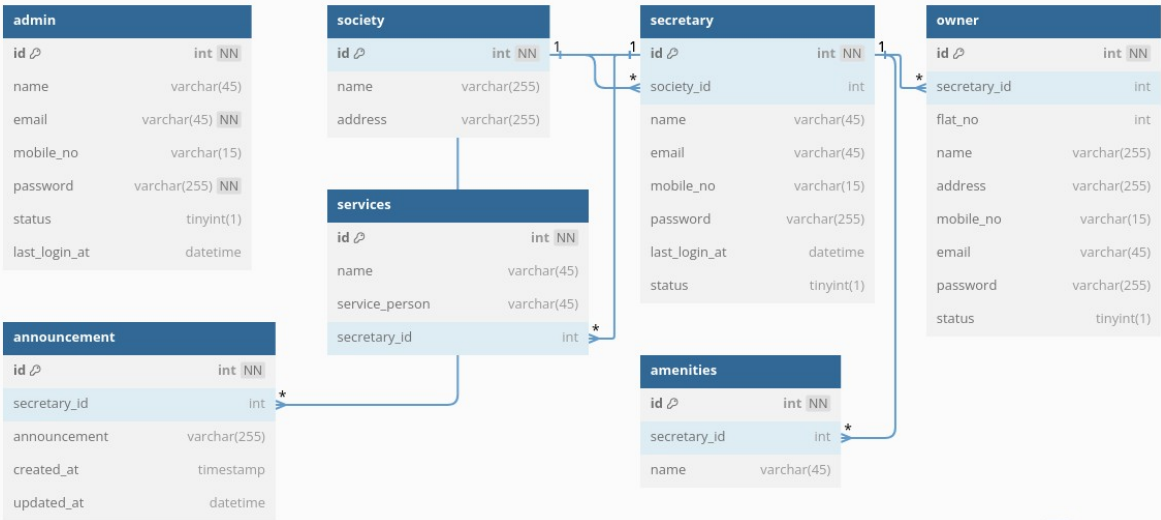 admin
id int NN
name varchar(45)
email varchar(45) NN
mobile_no varchar(15)
password varchar(255) NN
status tinyint(1)
last_login_at datetime
society
id int NN
name varchar(255)
address varchar(255)
1
1
*
secretary
id int NN
society_id int
name varchar(45)
email varchar(45)
mobile_no varchar(15)
password varchar(255)
last_login_at datetime
status tinyint(1)
1
*
owner
id int NN
secretary_id int
flat_no int
name varchar(255)
address varchar(255)
mobile_no varchar(15)
email varchar(45)
password varchar(255)
status tinyint(1)
services
id int NN
name varchar(45)
service_person varchar(45)
secretary_id int
*
announcement
id int NN
secretary_id int
*
announcement varchar(255)
created_at timestamp
updated_at datetime
amenities
id int NN
secretary_id int
*
name varchar(45)